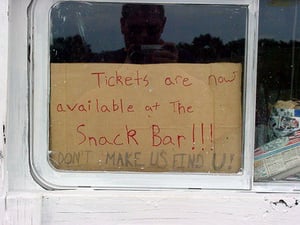 Tickets are now
available at The
Snack Bar!!!
DON'T MAKE US FIND U!